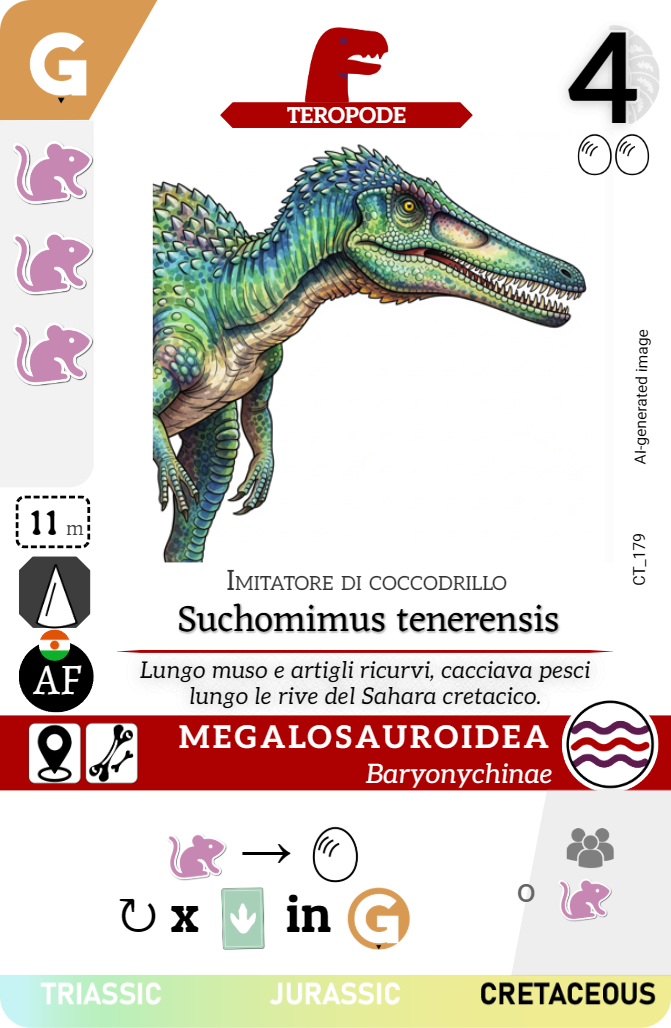 G
TEROPODE
4
AI-generated image
CT_179
11 m
AF
Imitatore di coccodrillo
Suchomimus tenerensis
Lungo muso e artigli ricurvi, cacciava pesci
lungo le rive del Sahara cretacico.
MEGALOSAUROIDEA
Baryonychinae
→
↻ x in G
o
TRIASSIC JURASSIC CRETACEOUS